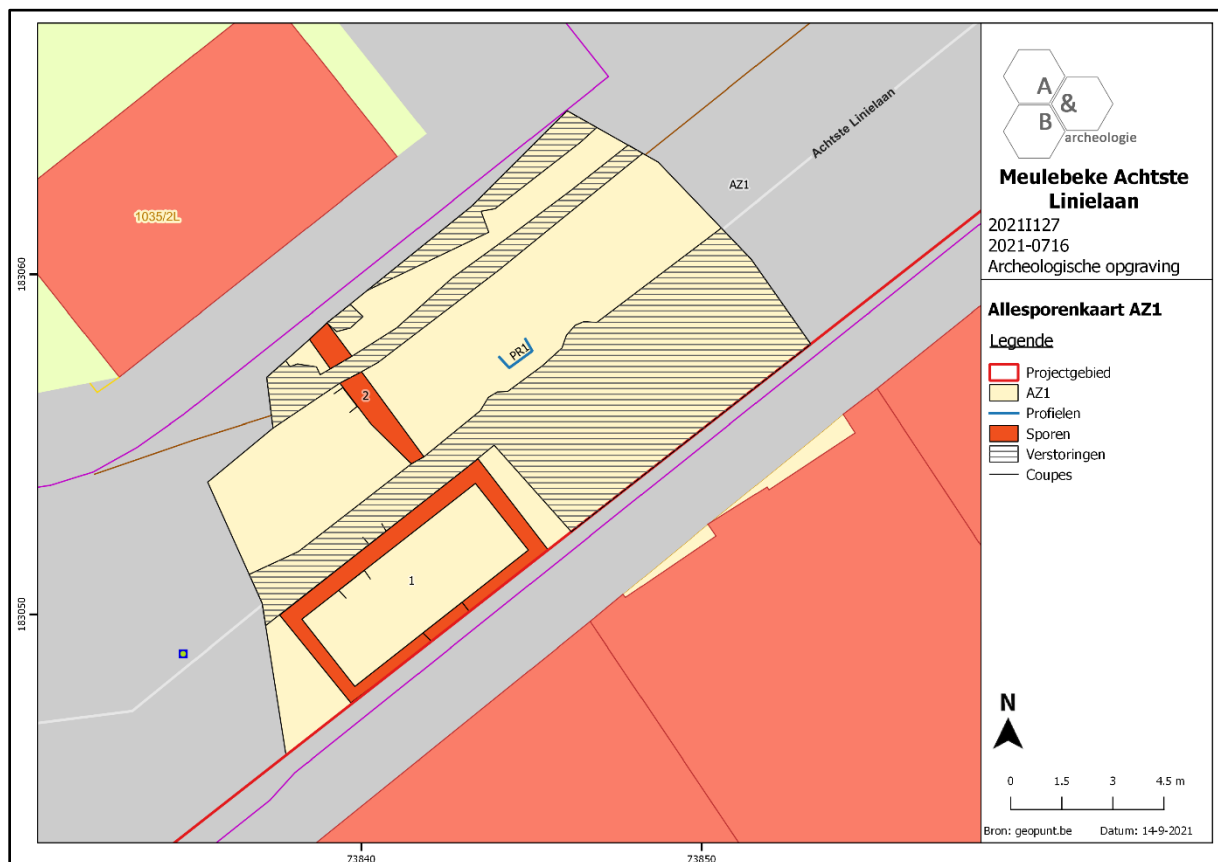 A
&
B
archeologie
Meulebeke Achtste
Linielaan
2021I127
2021-0716
Archeologische opgraving
Allesporenkaart AZ1
Legende
Projectgebied
AZ1
Profielen
Sporen
Verstoringen
Coupes
N
0 1.5 3 4.5 m
Bron: geopunt.be Datum: 14-9-2021
Achtste Linielaan
AZ1
1035/2L
PR1
2
1
183060
183050
73840
73850